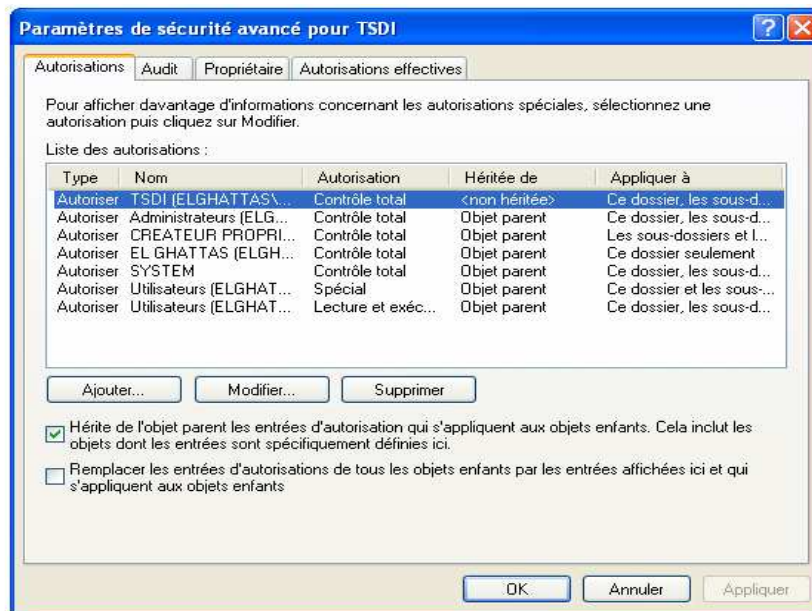 Paramètres de sécurité avancé pour TSDI
Autorisations Audit Propriétaire Autorisations effectives
Pour afficher davantage d'informations concernant les autorisations spéciales, sélectionnez une
autorisation puis cliquez sur Modifier.
Liste des autorisations :
Type Nom Autorisation Héritée de Appliquer à
Autoriser TSDI (ELGHATTAS\... Contrôle total <non héritée> Ce dossier, les sous-d...
Autoriser Administrateurs (ELG... Contrôle total Objet parent Ce dossier, les sous-d...
Autoriser CREATEUR PROPRI... Contrôle total Objet parent Les sous-dossiers et l...
Autoriser EL GHATTAS (ELGH... Contrôle total Objet parent Ce dossier seulement
Autoriser SYSTEM Contrôle total Objet parent Ce dossier, les sous-d...
Autoriser Utilisateurs (ELGHAT... Spécial Objet parent Ce dossier et les sous-...
Autoriser Utilisateurs (ELGHAT... Lecture et exéc... Objet parent Ce dossier, les sous-d...
Ajouter... Modifier... Supprimer
Hérite de l'objet parent les entrées d'autorisation qui s'appliquent aux objets enfants. Cela inclut les
objets dont les entrées sont spécifiquement définies ici.
Remplacer les entrées d'autorisations de tous les objets enfants par les entrées affichées ici et qui
s'appliquent aux objets enfants
OK Annuler Appliquer